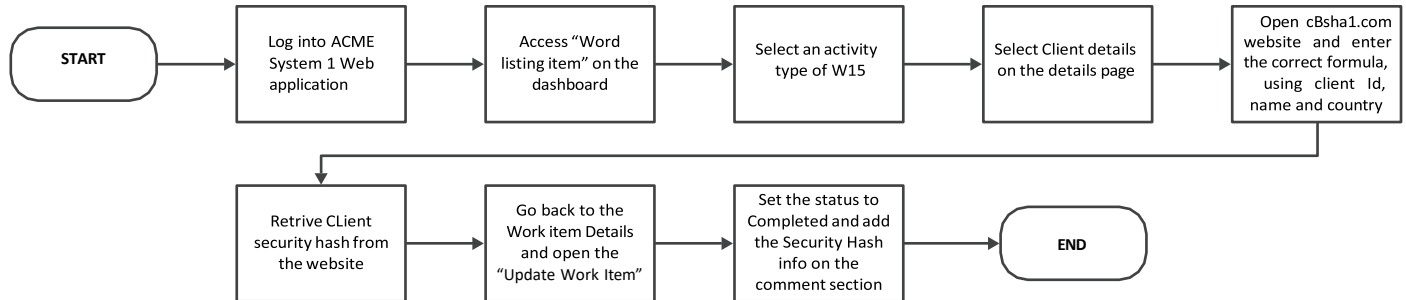 START
Log into ACME
System 1 Web
application
Access “Word
listing item” on the
dashboard
Select an activity
type of W15
Select Client details
on the details page
Open cBsha1.com
website and enter
the correct formula,
using client Id,
name and country
Retrive CLient
security hash from
the website
Go back to the
Work item Details
and open the
“Update Work Item”
Set the status to
Completed and add
the Security Hash
info on the
comment section
END